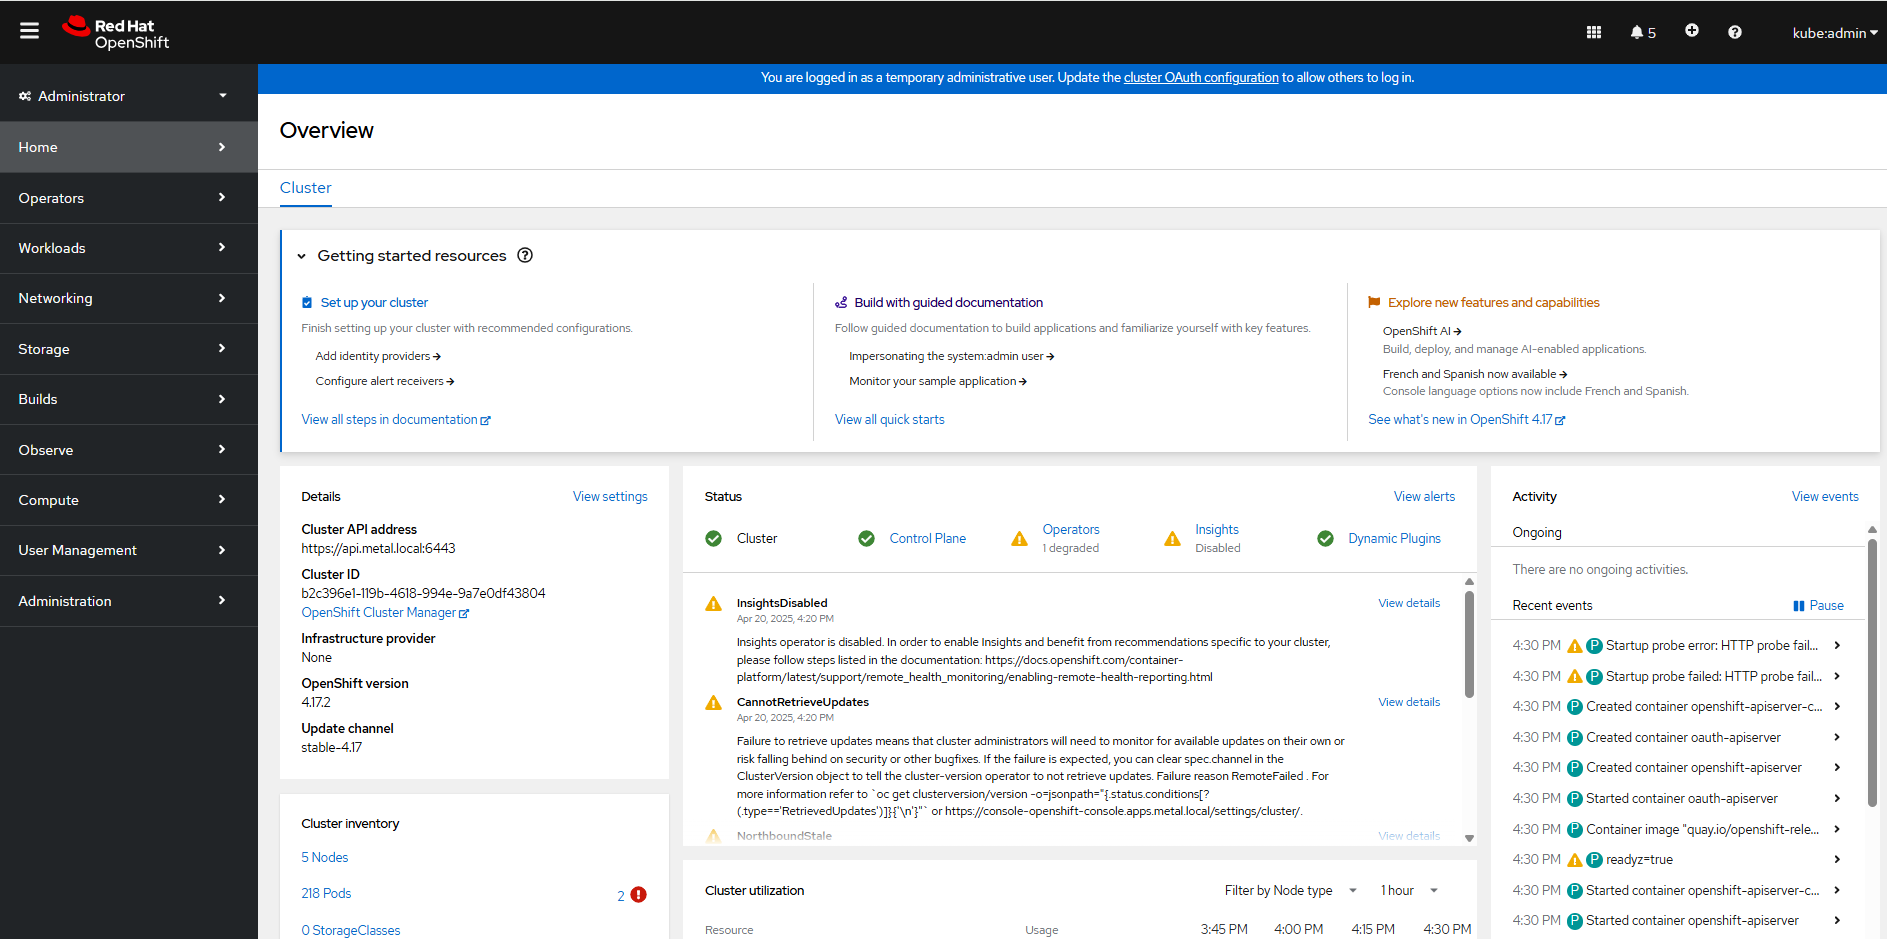 Red Hat
OpenShift
5
kube:admin
You are logged in as a temporary administrative user. Update the cluster OAuth configuration to allow others to log in.
Administrator
Home
Operators
Workloads
Networking
Storage
Builds
Observe
Compute
User Management
Administration
Overview
Cluster
Getting started resources
Set up your cluster
Finish setting up your cluster with recommended configurations.
Add identity providers
Configure alert receivers
View all steps in documentation
Build with guided documentation
Follow guided documentation to build applications and familiarize yourself with key features.
Impersonating the system:admin user
Monitor your sample application
View all quick starts
Explore new features and capabilities
OpenShift AI
Build, deploy, and manage AI-enabled applications.
French and Spanish now available
Console language options now include French and Spanish.
See what's new in OpenShift 4.17
Details
View settings
Cluster API address
https://api.metal.local:6443
Cluster ID
b2c396e1-119b-4618-994e-9a7e0df43804
OpenShift Cluster Manager
Infrastructure provider
None
OpenShift version
4.17.2
Update channel
stable-4.17
Cluster inventory
5 Nodes
218 Pods
2
0 StorageClasses
Status
View alerts
Cluster
Control Plane
Operators
1 degraded
Insights
Disabled
Dynamic Plugins
InsightsDisabled
View details
Apr 20, 2025, 4:20 PM
Insights operator is disabled. In order to enable Insights and benefit from recommendations specific to your cluster,
please follow steps listed in the documentation: https://docs.openshift.com/container-
platform/latest/support/remote_health_monitoring/enabling-remote-health-reporting.html
CannotRetrieveUpdates
View details
Apr 20, 2025, 4:20 PM
Failure to retrieve updates means that cluster administrators will need to monitor for available updates on their own or
risk falling behind on security or other bugfixes. If the failure is expected, you can clear spec.channel in the
ClusterVersion object to tell the cluster-version operator to not retrieve updates. Failure reason RemoteFailed . For
more information refer to `oc get clusterversion/version -o=jsonpath="{.status.conditions[?
(.type=='RetrievedUpdates')]}{'\n'}"` or https://console-openshift-console.apps.metal.local/settings/cluster/.
NorthboundStale
View details
Cluster utilization
Filter by Node type
1 hour
Resource
Usage
3:45 PM
4:00 PM
4:15 PM
4:30 PM
Activity
View events
Ongoing
There are no ongoing activities.
Recent events
Pause
4:30 PM P Startup probe error: HTTP probe fail...
4:30 PM P Startup probe failed: HTTP probe fail...
4:30 PM P Created container openshift-apiserver-c...
4:30 PM P Created container oauth-apiserver
4:30 PM P Created container openshift-apiserver
4:30 PM P Started container oauth-apiserver
4:30 PM P Container image "quay.io/openshift-rele...
4:30 PM P readyz=true
4:30 PM P Started container openshift-apiserver-c...
4:30 PM P Started container openshift-apiserver